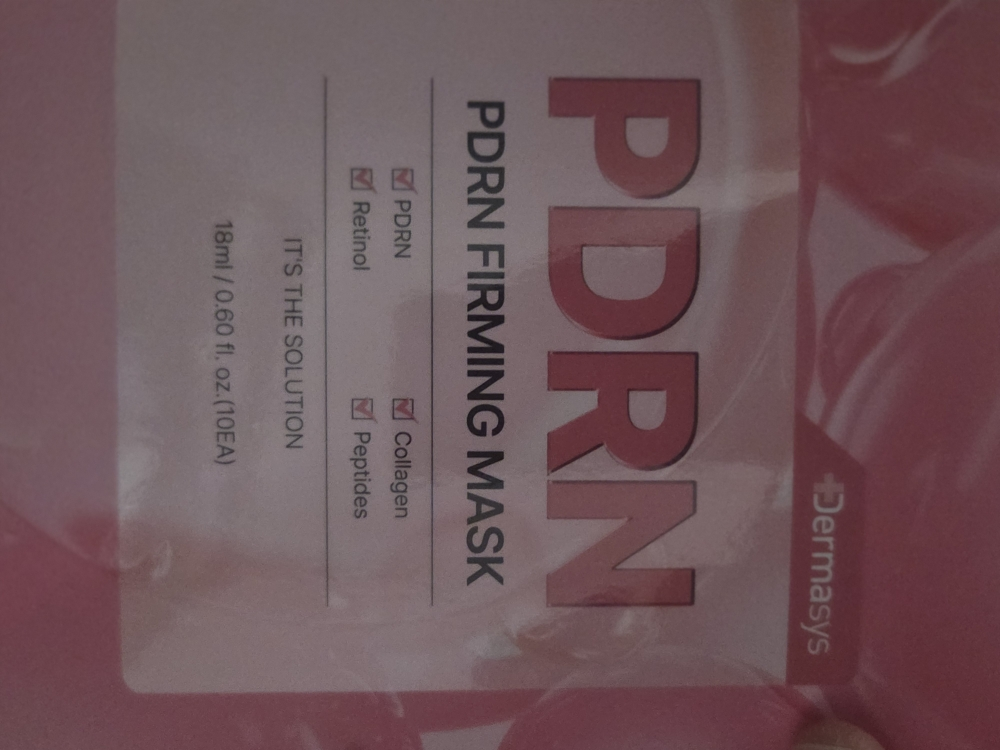 Dermasys
PDRN
PDRN FIRMING MASK
PDRN Collagen
Retinol Peptides
IT'S THE SOLUTION
18ml / 0.60 fl. oz.(10EA)